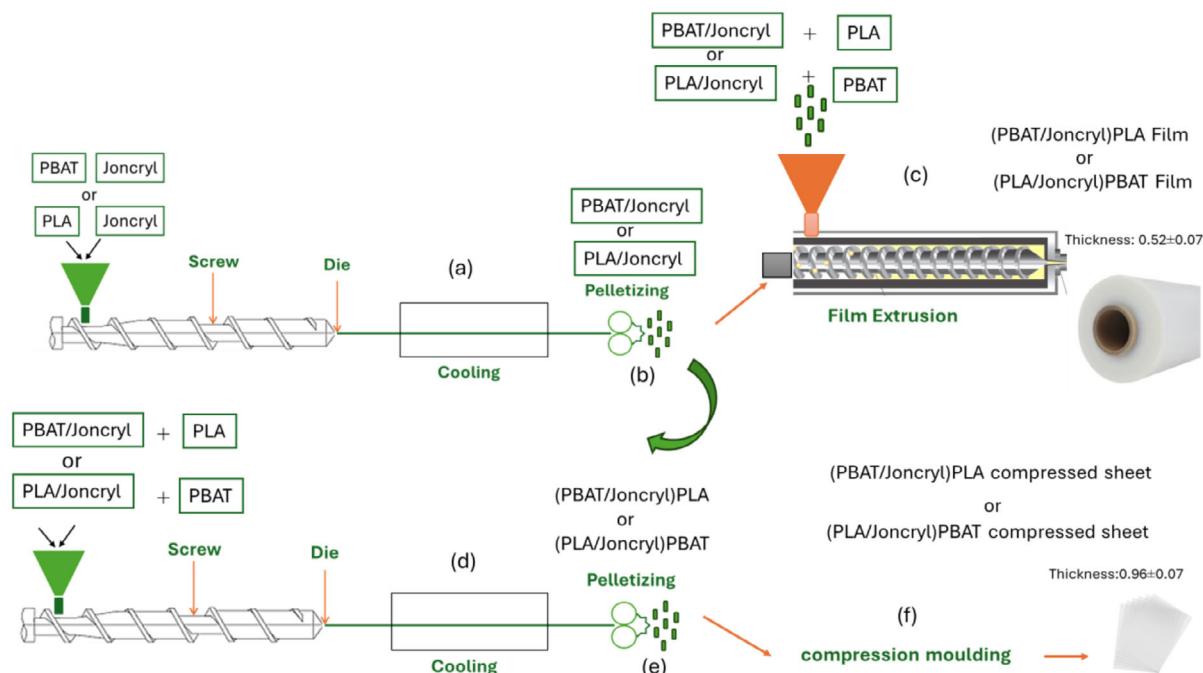 PBAT/Joncryl + PLA
or
PLA/Joncryl + PBAT
(PBAT/Joncryl)PLA Film
or
(PLA/Joncryl)PBAT Film
(c)
Thickness: 0.52±0.07
Film Extrusion
PBAT Joncryl
or
PLA Joncryl
Screw
Die
(a)
Cooling
PBAT/Joncryl
or
PLA/Joncryl
Pelletizing
(b)
PBAT/Joncryl + PLA
or
PLA/Joncryl + PBAT
Screw
Die
(d)
Cooling
(PBAT/Joncryl)PLA
or
(PLA/Joncryl)PBAT
Pelletizing
(e)
(PBAT/Joncryl)PLA compressed sheet
or
(PLA/Joncryl)PBAT compressed sheet
Thickness:0.96±0.07
(f)
compression moulding